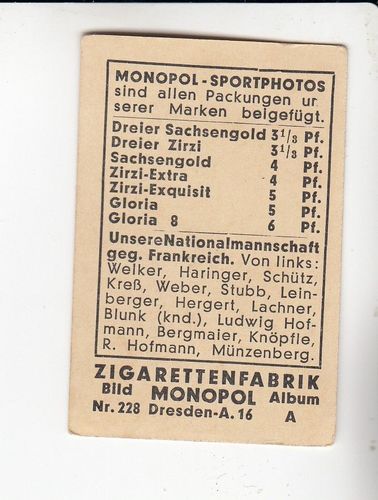 MONOPOL-SPORTPHOTOS
sind allen Packungen un
serer Marken beigefügt.
Dreier Sachsengold 3 1/3 Pf.
Dreier Zirzi 3 1/3 Pf.
Sachsengold 4 Pf.
Zirzi-Extra 4 Pf.
Zirzi-Exquisit 5 Pf.
Gloria 5 Pf.
Gloria 8 6 Pf.
Unsere Nationalmannschaft
geg. Frankreich. Von links:
Welker, Haringer, Schütz,
Kreß, Weber, Stubb, Lein-
berger, Hergert, Lachner,
Blunk (knd.), Ludwig Hof-
mann, Bergmaier, Knöpfle,
R. Hofmann, Münzenberg.
ZIGARETTENFABRIK
Bild MONOPOL Album
Nr. 228 Dresden-A. 16 A